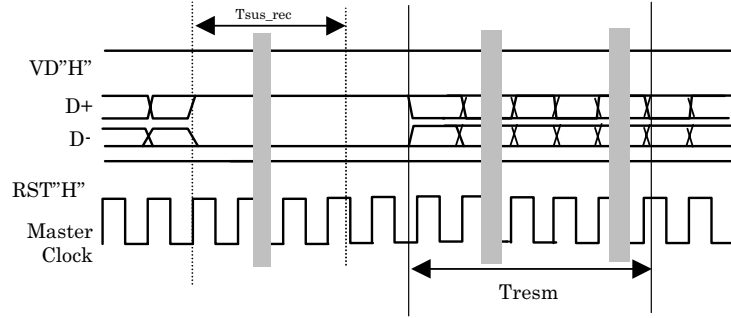 Tsus_rec
VD"H"
D+
D-
RST"H"
Master
Clock
Tresm